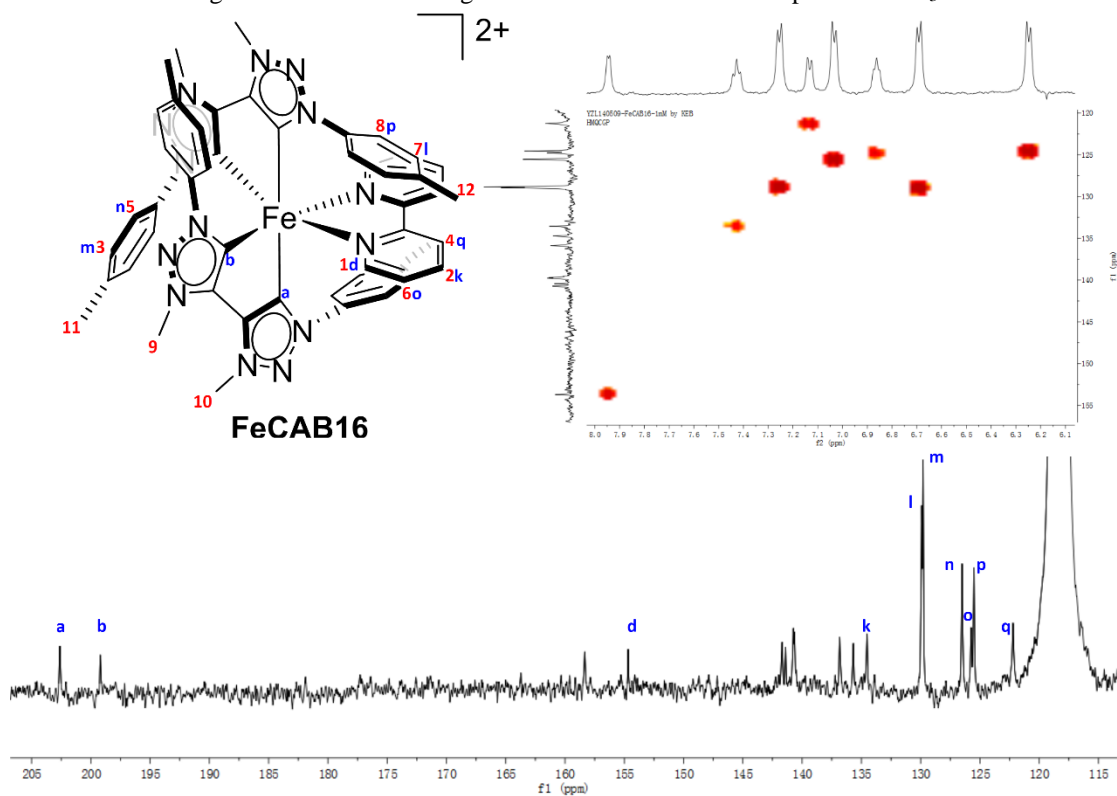 2+
N
N
N
N
N
N
N
N
N
N
N
N
N
N
Fe
8p
7l
12
n5
m3
11
9
10
b
a
1d
4q
2k
6o
FeCAB16
YZL140609-FeCAB16-1mM by KEB
HMQCGP
120
125
130
135
140
145
150
155
f1 (ppm)
8.0 7.9 7.8 7.7 7.6 7.5 7.4 7.3 7.2 7.1 7.0 6.9 6.8 6.7 6.6 6.5 6.4 6.3 6.2 6.1
f2 (ppm)
a b d k l m n o p q
205 200 195 190 185 180 175 170 165 160 155 150 145 140 135 130 125 120 115
f1 (ppm)